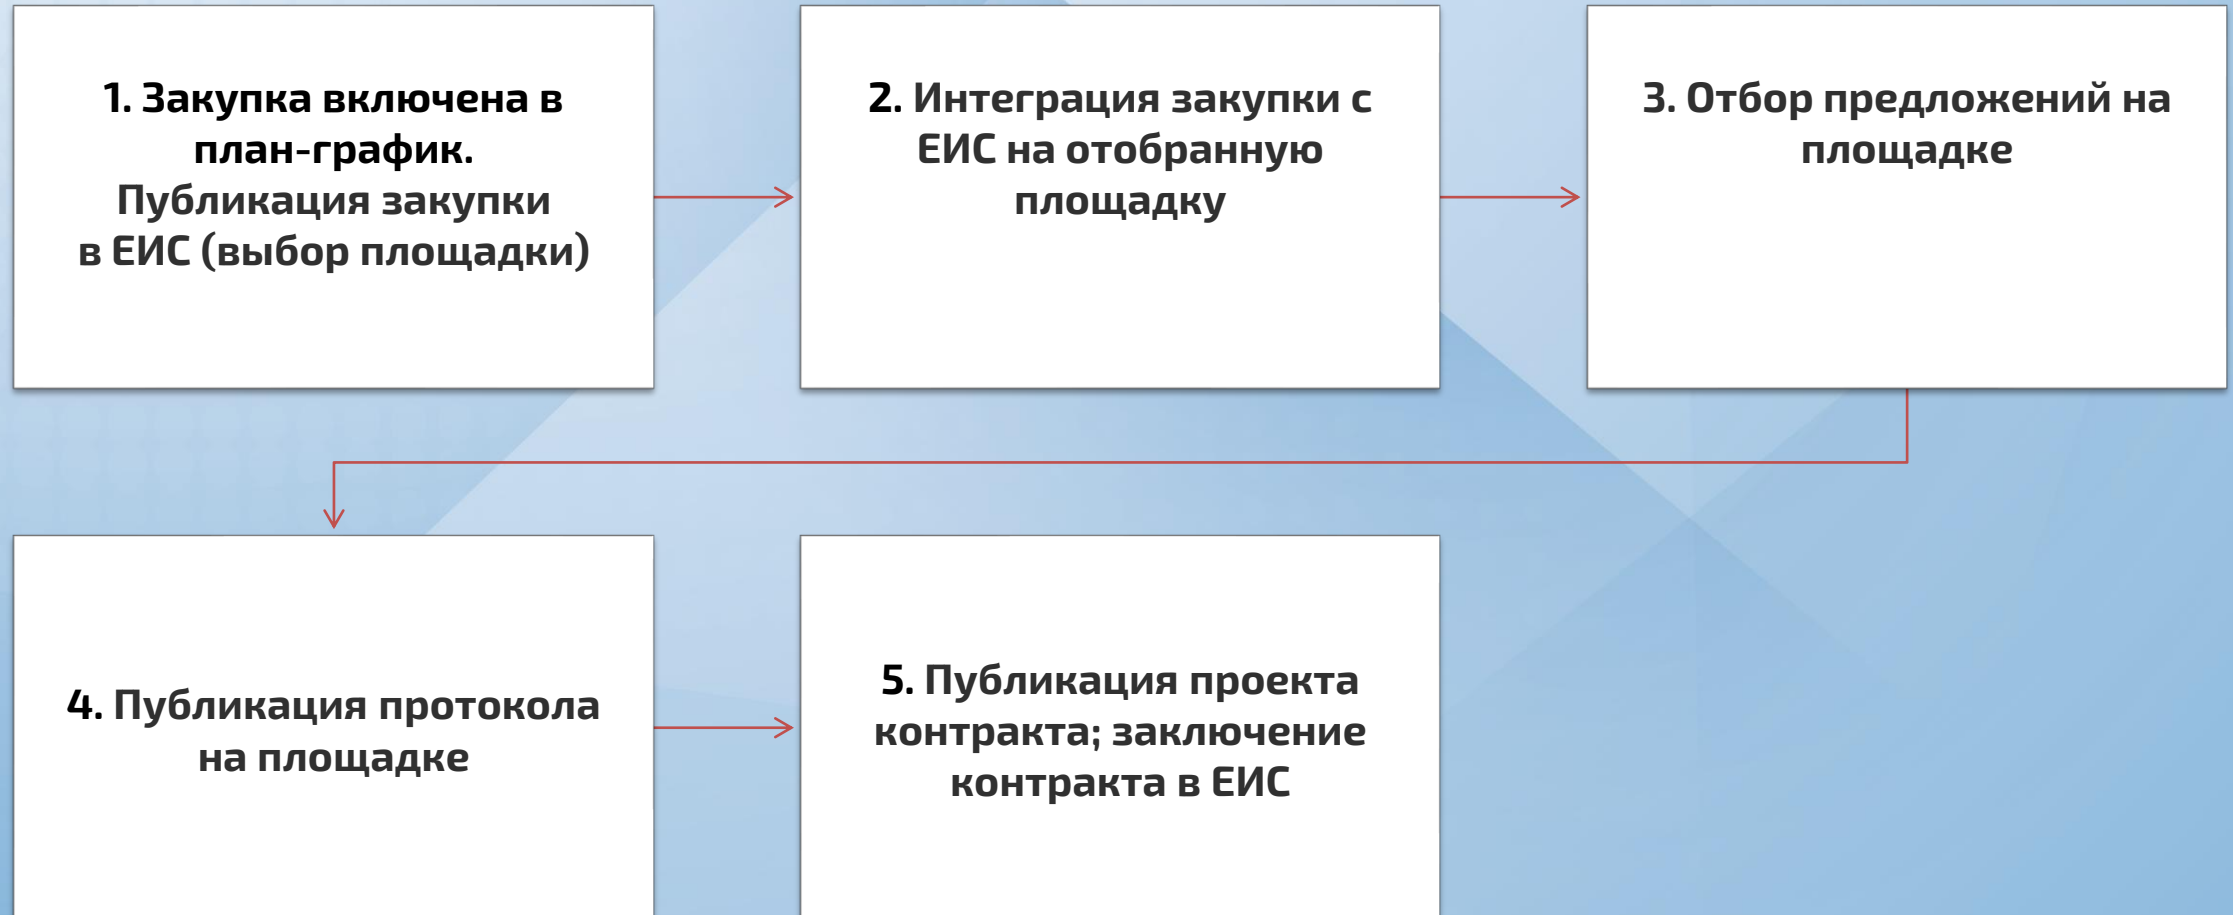 1. Закупка включена в
план-график.
Публикация закупки
в ЕИС (выбор площадки)
2. Интеграция закупки с
ЕИС на отобранную
площадку
3. Отбор предложений на
площадке
4. Публикация протокола
на площадке
5. Публикация проекта
контракта; заключение
контракта в ЕИС